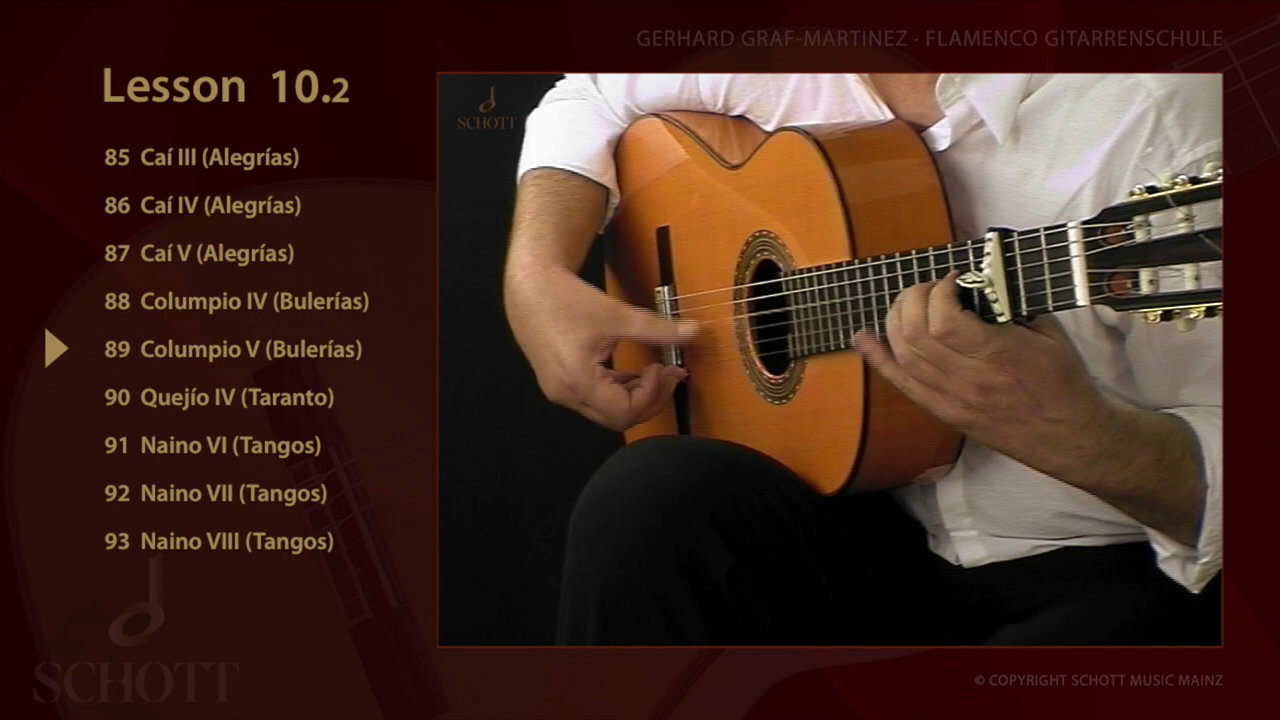 GERHARD GRAF-MARTINEZ · FLAMENCO GITARRENSCHULE
Lesson 10.2
85 Caí III (Alegrías)
86 Caí IV (Alegrías)
87 Caí V (Alegrías)
88 Columpio IV (Bulerías)
89 Columpio V (Bulerías)
90 Quejío IV (Taranto)
91 Naino VI (Tangos)
92 Naino VII (Tangos)
93 Naino VIII (Tangos)
SCHOTT
SCHOTT
© COPYRIGHT SCHOTT MUSIC MAINZ